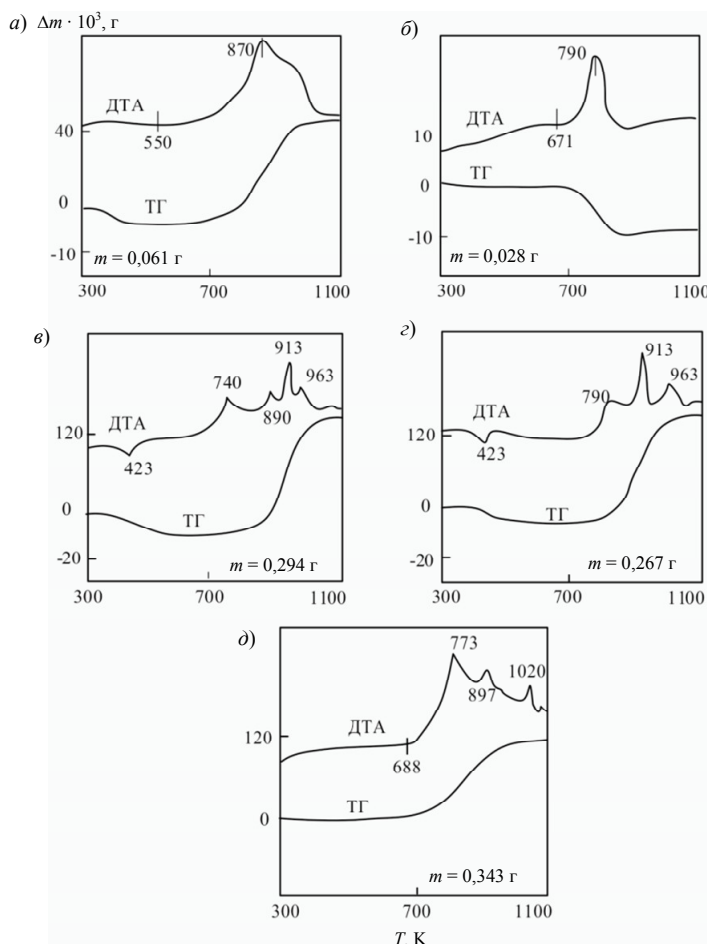 а) Δm · 10³, г
870
ДТА
40
550
0
ТГ
-10
m = 0,061 г
300 700 1100
б)
790
ДТА
10
671
ТГ
0
-10
m = 0,028 г
300 700 1100
в)
913
740
963
890
ДТА
120
423
0
ТГ
-20
m = 0,294 г
300 700 1100
г)
913
790
963
ДТА
120
423
0
ТГ
-20
m = 0,267 г
300 700 1100
д)
773
1020
897
ДТА
120
688
ТГ
0
m = 0,343 г
300 700 1100
T, К